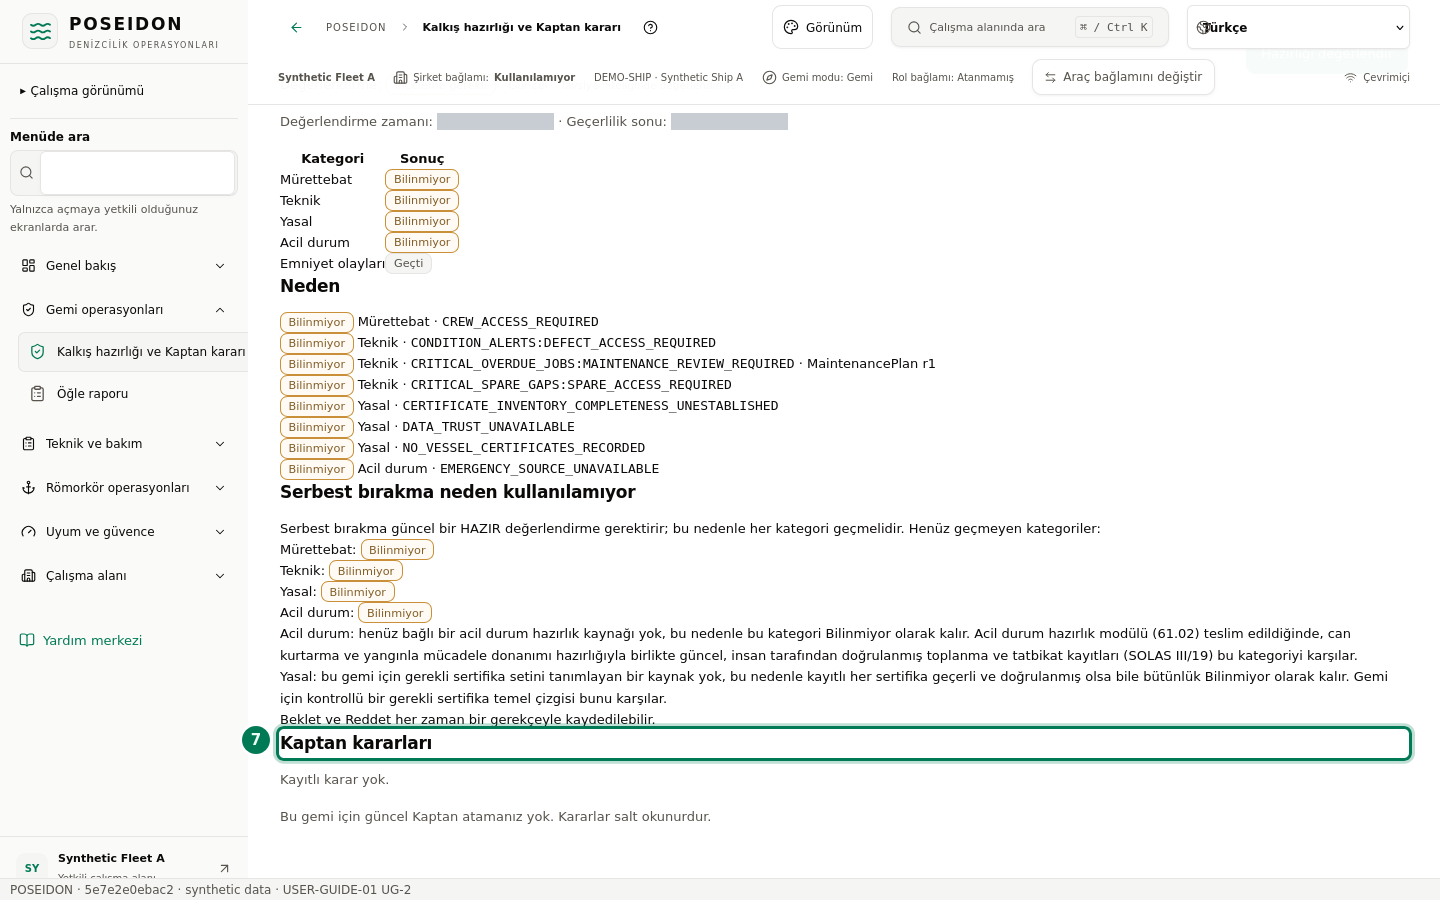 POSEIDON
DENİZCİLİK OPERASYONLARI
▸ Çalışma görünümü
Menüde ara
Yalnızca açmaya yetkili olduğunuz
ekranlarda arar.
Genel bakış
Gemi operasyonları
Kalkış hazırlığı ve Kaptan kararı
Öğle raporu
Teknik ve bakım
Römorkör operasyonları
Uyum ve güvence
Çalışma alanı
Yardım merkezi
SY
Synthetic Fleet A
POSEIDON
Kalkış hazırlığı ve Kaptan kararı
Görünüm
Çalışma alanında ara
⌘ / Ctrl K
Türkçe
Synthetic Fleet A
Şirket bağlamı: Kullanılamıyor
DEMO-SHIP · Synthetic Ship A
Gemi modu: Gemi
Rol bağlamı: Atanmamış
Araç bağlamını değiştir
Çevrimiçi
Değerlendirme zamanı: · Geçerlilik sonu:
Kategori Sonuç
Mürettebat Bilinmiyor
Teknik Bilinmiyor
Yasal Bilinmiyor
Acil durum Bilinmiyor
Emniyet olayları Geçti
Neden
Bilinmiyor Mürettebat · CREW_ACCESS_REQUIRED
Bilinmiyor Teknik · CONDITION_ALERTS:DEFECT_ACCESS_REQUIRED
Bilinmiyor Teknik · CRITICAL_OVERDUE_JOBS:MAINTENANCE_REVIEW_REQUIRED · MaintenancePlan r1
Bilinmiyor Teknik · CRITICAL_SPARE_GAPS:SPARE_ACCESS_REQUIRED
Bilinmiyor Yasal · CERTIFICATE_INVENTORY_COMPLETENESS_UNESTABLISHED
Bilinmiyor Yasal · DATA_TRUST_UNAVAILABLE
Bilinmiyor Yasal · NO_VESSEL_CERTIFICATES_RECORDED
Bilinmiyor Acil durum · EMERGENCY_SOURCE_UNAVAILABLE
Serbest bırakma neden kullanılamıyor
Serbest bırakma güncel bir HAZIR değerlendirme gerektirir; bu nedenle her kategori geçmelidir. Henüz geçmeyen kategoriler:
Mürettebat: Bilinmiyor
Teknik: Bilinmiyor
Yasal: Bilinmiyor
Acil durum: Bilinmiyor
Acil durum: henüz bağlı bir acil durum hazırlık kaynağı yok, bu nedenle bu kategori Bilinmiyor olarak kalır. Acil durum hazırlık modülü (61.02) teslim edildiğinde, can
kurtarma ve yangınla mücadele donanımı hazırlığıyla birlikte güncel, insan tarafından doğrulanmış toplanma ve tatbikat kayıtları (SOLAS III/19) bu kategoriyi karşılar.
Yasal: bu gemi için gerekli sertifika setini tanımlayan bir kaynak yok, bu nedenle kayıtlı her sertifika geçerli ve doğrulanmış olsa bile bütünlük Bilinmiyor olarak kalır. Gemi
için kontrollü bir gerekli sertifika temel çizgisi bunu karşılar.
Beklet ve Reddet her zaman bir gerekçeyle kaydedilebilir.
7
Kaptan kararları
Kayıtlı karar yok.
Bu gemi için güncel Kaptan atamanız yok. Kararlar salt okunurdur.
POSEIDON · 5e7e2e0ebac2 · synthetic data · USER-GUIDE-01 UG-2